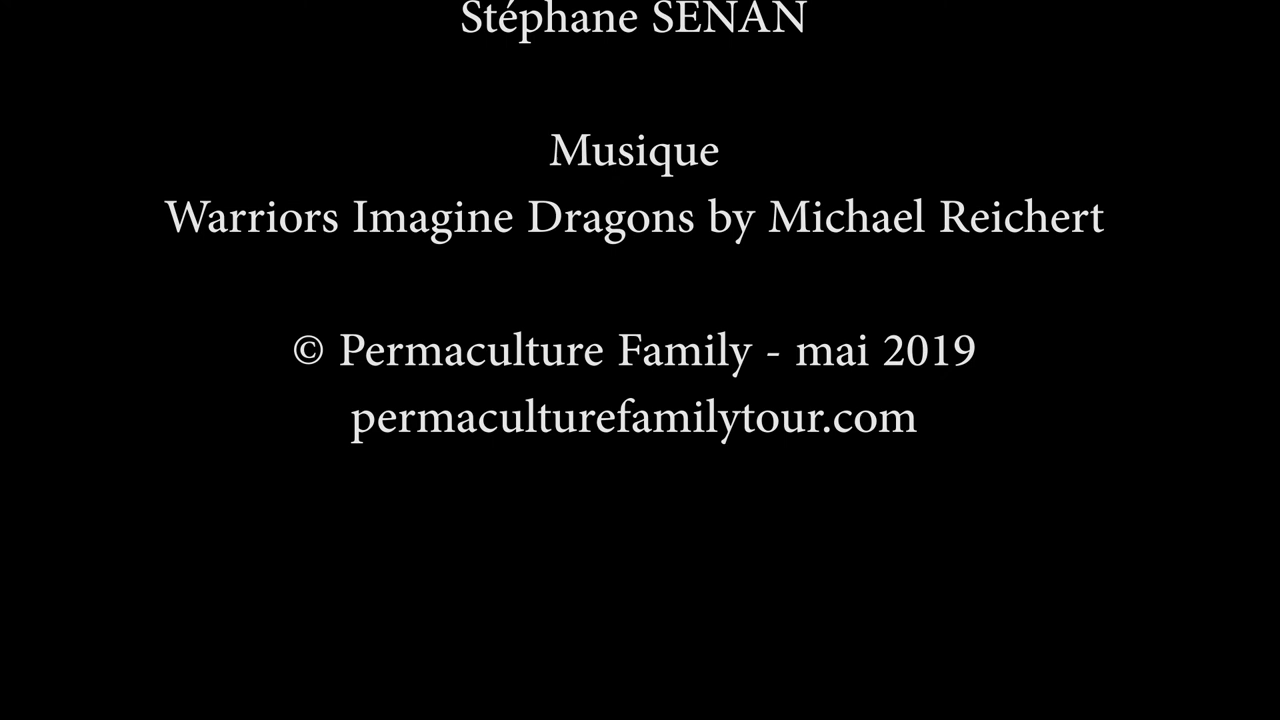 Stéphane SENAN
Musique
Warriors Imagine Dragons by Michael Reichert
© Permaculture Family - mai 2019
permaculturefamilytour.com